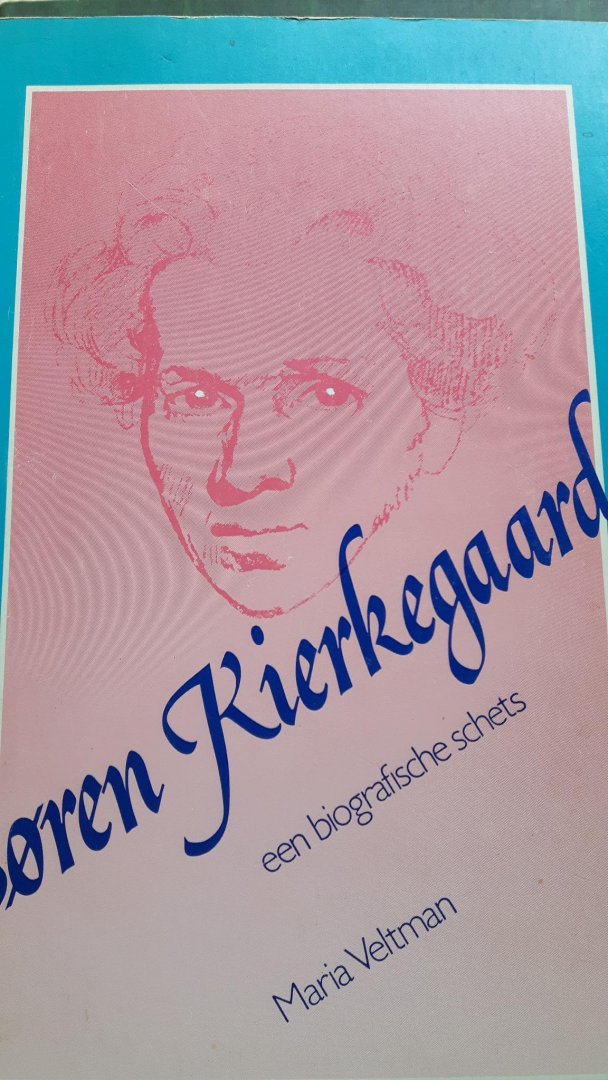 øren Kierkegaard
een biografische schets
Maria Veltman